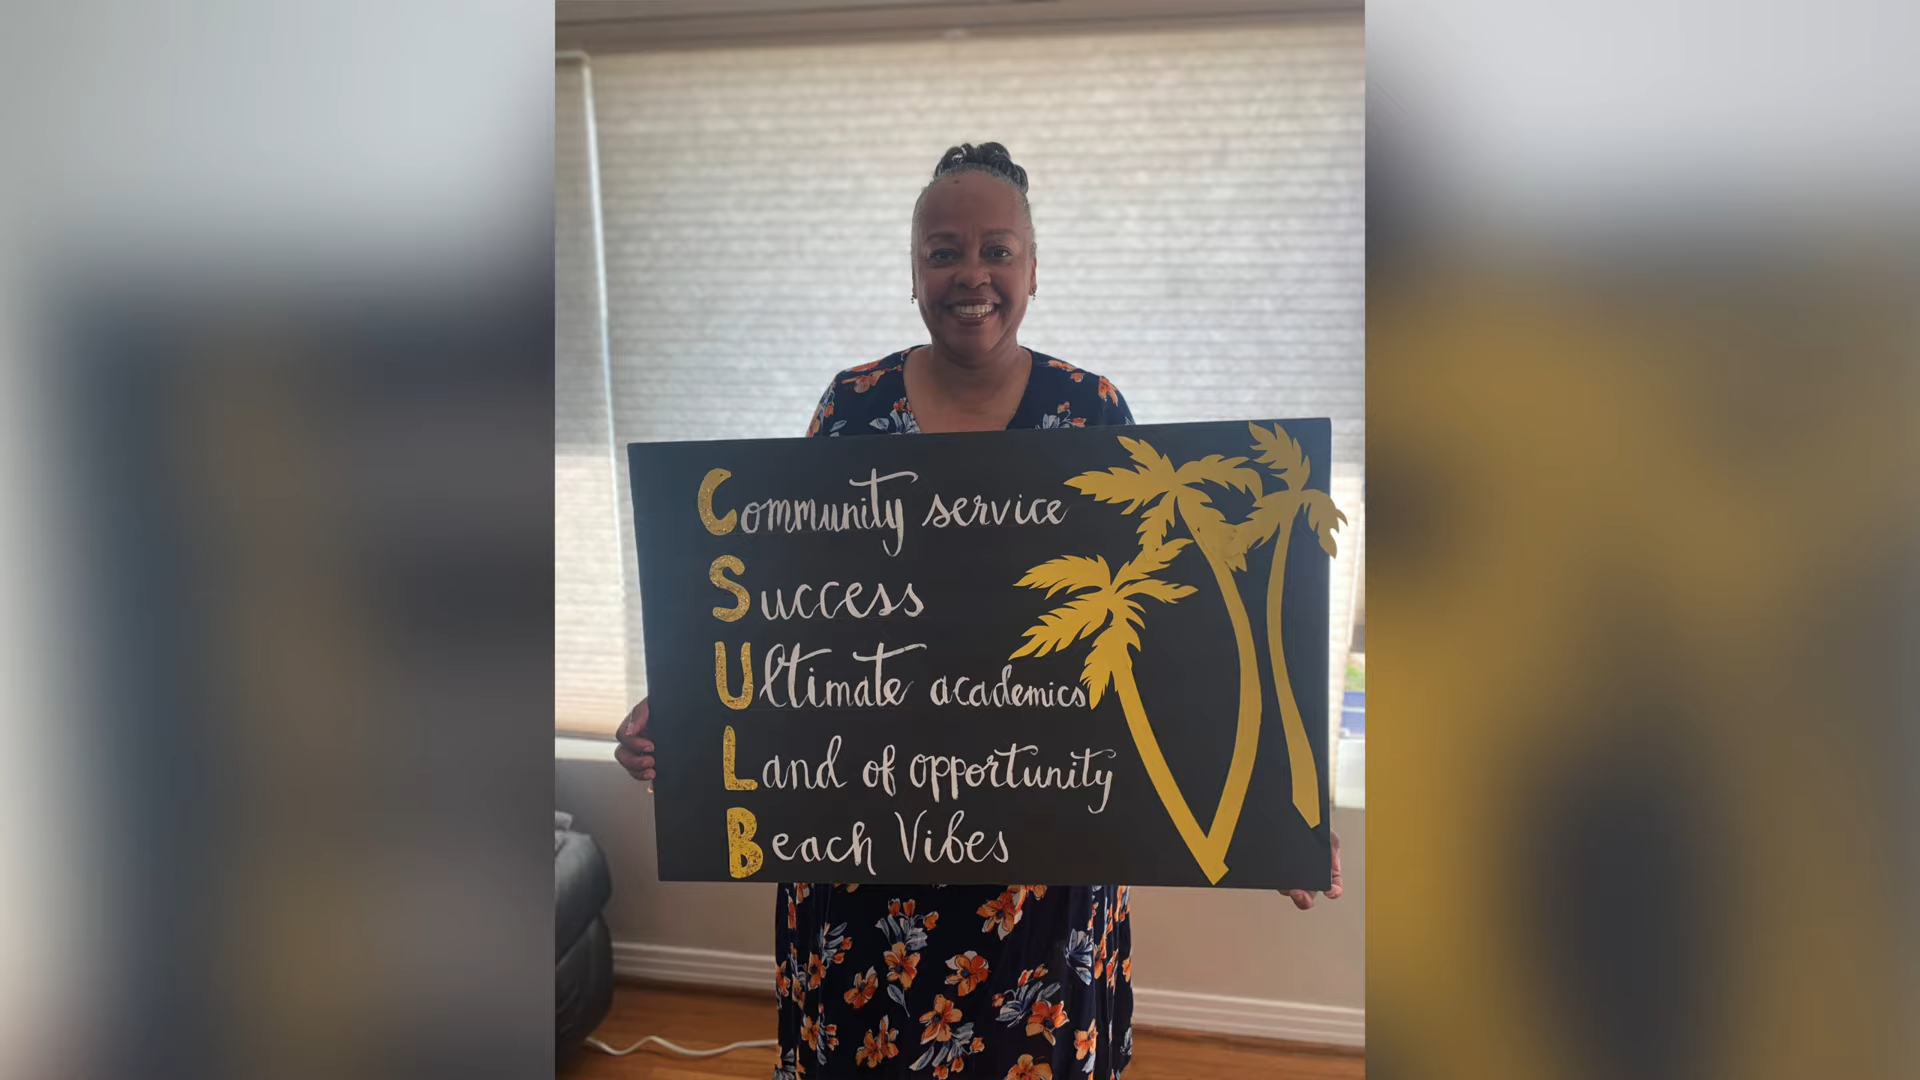 Community service
Success
Ultimate academics
Land of opportunity
Beach Vibes